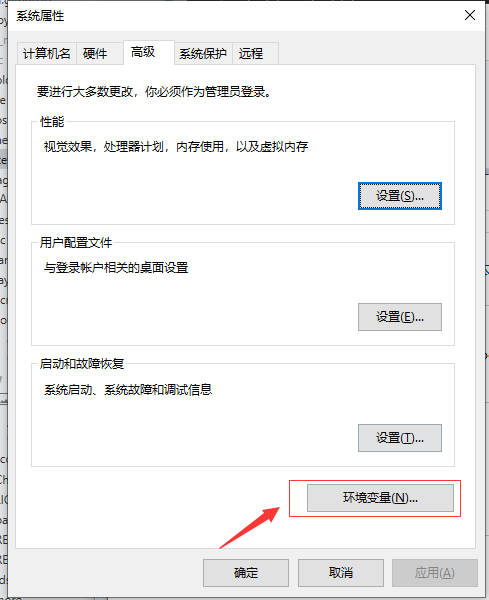 系统属性
计算机名 硬件 高级 系统保护 远程
要进行大多数更改，你必须作为管理员登录。
性能
视觉效果，处理器计划，内存使用，以及虚拟内存
设置(S)...
用户配置文件
与登录帐户相关的桌面设置
设置(E)...
启动和故障恢复
系统启动、系统故障和调试信息
设置(T)...
环境变量(N)...
确定 取消 应用(A)